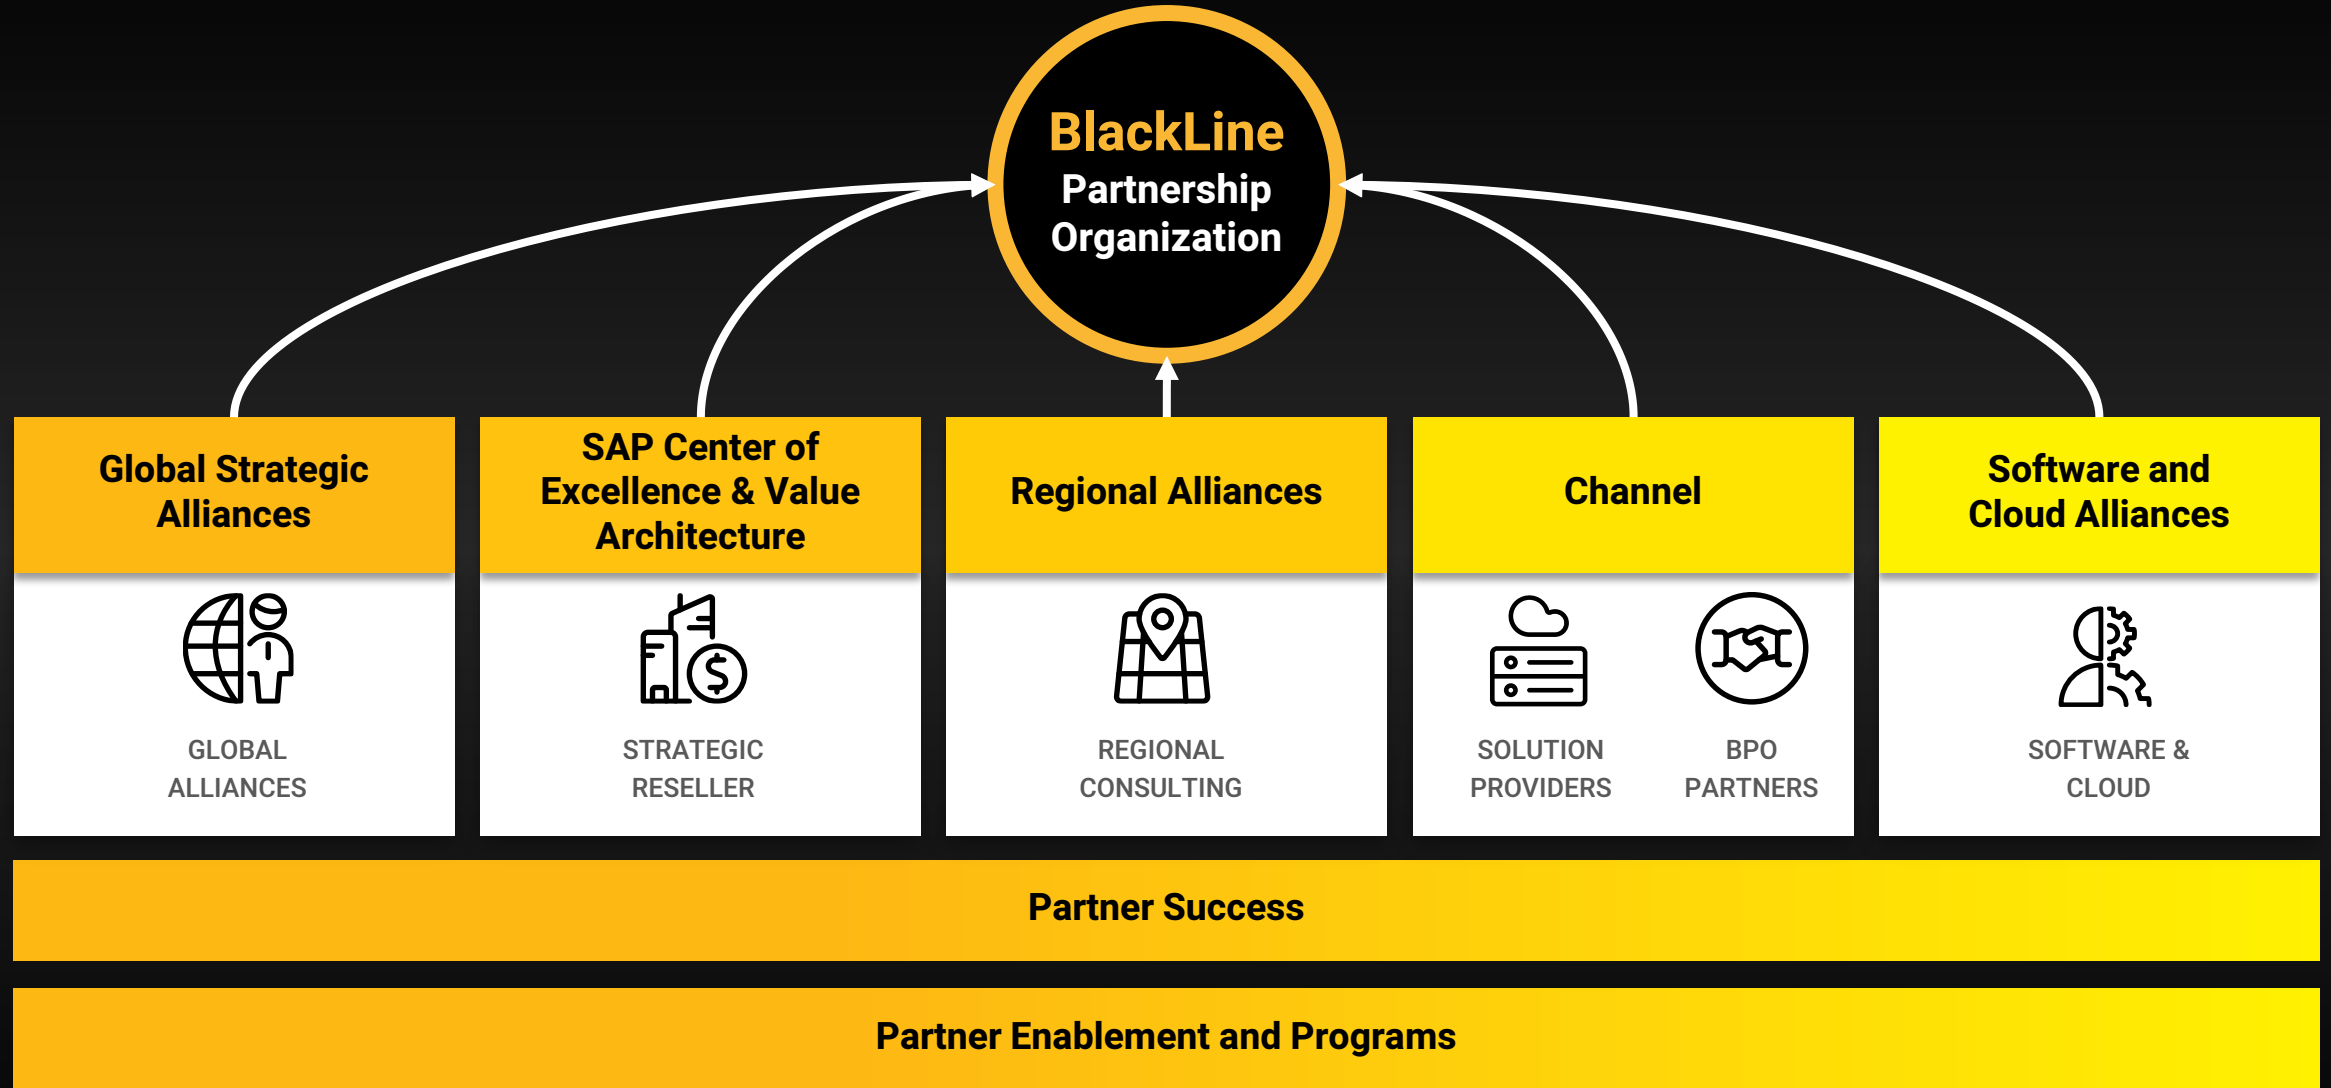 BlackLine
Partnership
Organization
Global Strategic
Alliances
SAP Center of
Excellence & Value
Architecture
Regional Alliances
Channel
Software and
Cloud Alliances
GLOBAL
ALLIANCES
STRATEGIC
RESELLER
REGIONAL
CONSULTING
SOLUTION
PROVIDERS
BPO
PARTNERS
SOFTWARE &
CLOUD
Partner Success
Partner Enablement and Programs